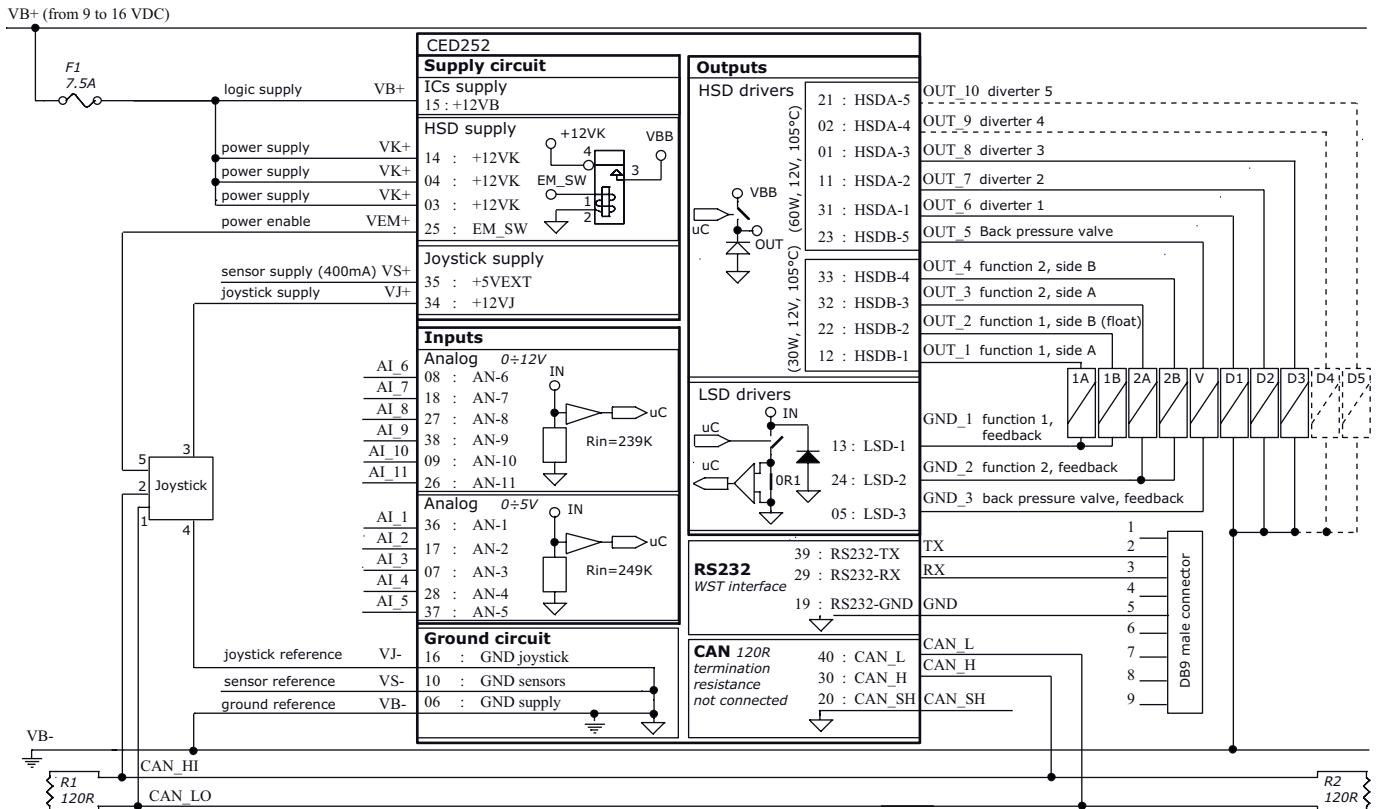 VB+ (from 9 to 16 VDC)
F1
7.5A
logic supply VB+
power supply VK+
power supply VK+
power supply VK+
power enable VEM+
sensor supply (400mA) VS+
joystick supply VJ+
CED252
Supply circuit
ICs supply
15 : +12VB
HSD supply
14 : +12VK
04 : +12VK
03 : +12VK
25 : EM_SW
+12VK
VBB
4
3
EM_SW
1
2
Joystick supply
35 : +5VEXT
34 : +12VJ
Inputs
Analog 0÷12V
AI_6 08 : AN-6
AI_7 18 : AN-7
AI_8 27 : AN-8
AI_9 38 : AN-9
AI_10 09 : AN-10
AI_11 26 : AN-11
IN
uC
Rin=239K
Analog 0÷5V
AI_1 36 : AN-1
AI_2 17 : AN-2
AI_3 07 : AN-3
AI_4 28 : AN-4
AI_5 37 : AN-5
IN
uC
Rin=249K
Ground circuit
joystick reference VJ- 16 : GND joystick
sensor reference VS- 10 : GND sensors
ground reference VB- 06 : GND supply
3
5
2
1
4
Joystick
Outputs
HSD drivers
VBB
uC
OUT
(60W, 12V, 105°C)
(30W, 12V, 105°C)
21 : HSDA-5 OUT_10 diverter 5
02 : HSDA-4 OUT_9 diverter 4
01 : HSDA-3 OUT_8 diverter 3
11 : HSDA-2 OUT_7 diverter 2
31 : HSDA-1 OUT_6 diverter 1
23 : HSDB-5 OUT_5 Back pressure valve
33 : HSDB-4 OUT_4 function 2, side B
32 : HSDB-3 OUT_3 function 2, side A
22 : HSDB-2 OUT_2 function 1, side B (float)
12 : HSDB-1 OUT_1 function 1, side A
1A 1B 2A 2B V D1 D2 D3 D4 D5
LSD drivers
IN
uC
uC
0R1
13 : LSD-1 GND_1 function 1,
feedback
24 : LSD-2 GND_2 function 2, feedback
05 : LSD-3 GND_3 back pressure valve, feedback
RS232
WST interface
39 : RS232-TX TX
29 : RS232-RX RX
19 : RS232-GND GND
CAN 120R
termination
resistance
not connected
40 : CAN_L CAN_L
30 : CAN_H CAN_H
20 : CAN_SH CAN_SH
1
2
3
4
5
6
7
8
9
DB9 male connector
VB-
CAN_HI
R1
120R
CAN_LO
R2
120R